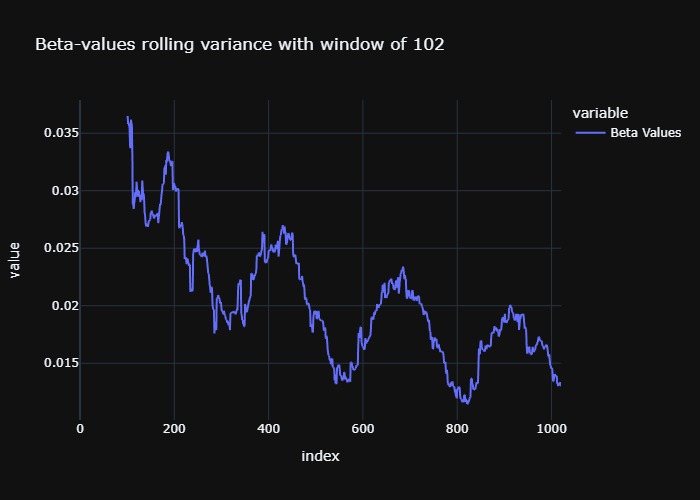 Beta-values rolling variance with window of 102
variable
Beta Values
0.035
0.03
0.025
0.02
0.015
value
0
200
400
600
800
1000
index